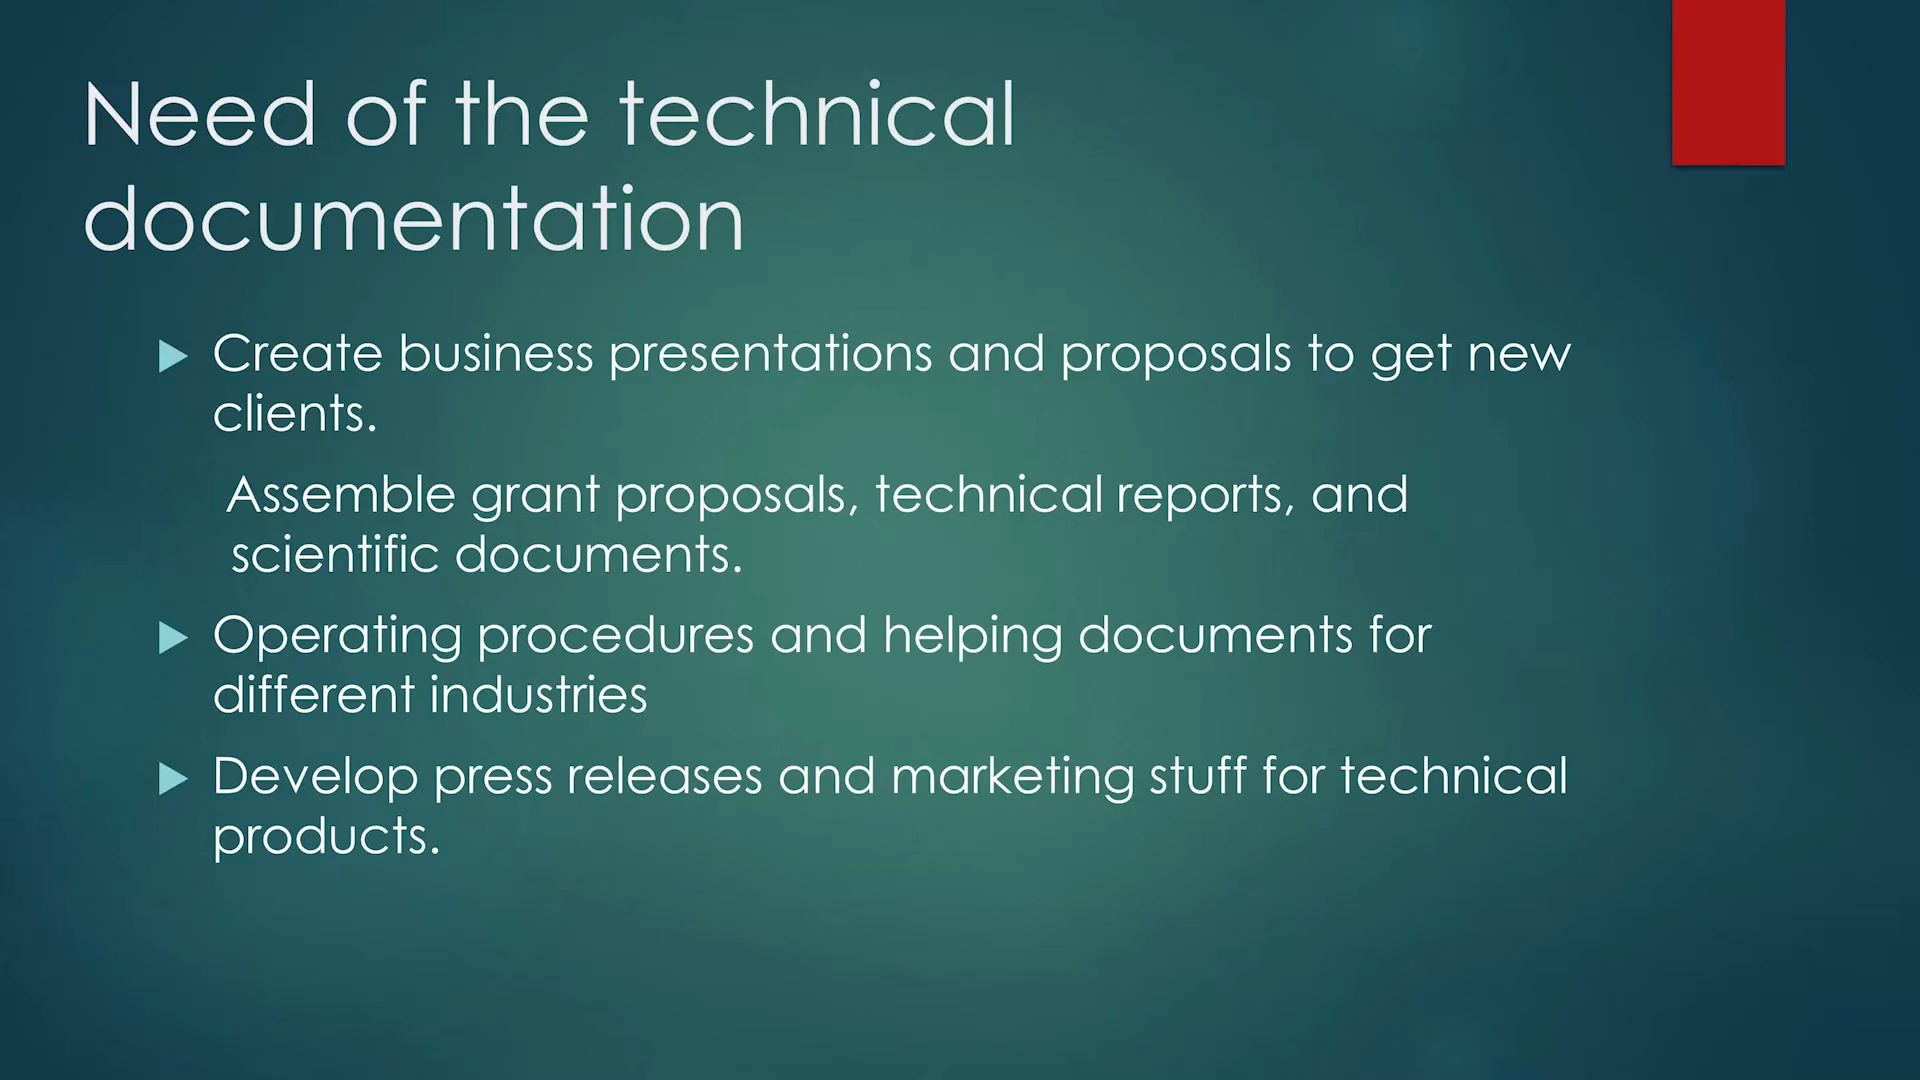 Need of the technical
documentation
Create business presentations and proposals to get new
clients.
Assemble grant proposals, technical reports, and
scientific documents.
Operating procedures and helping documents for
different industries
Develop press releases and marketing stuff for technical
products.